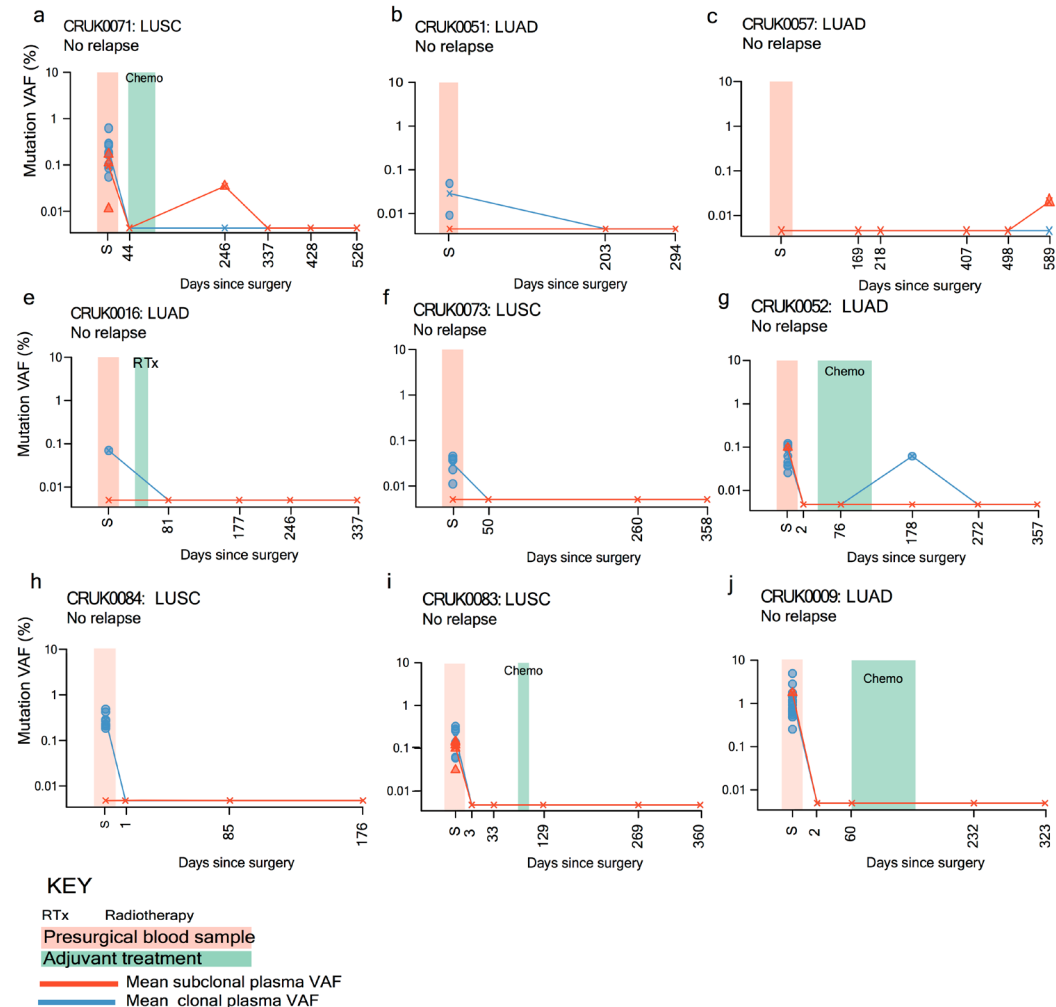 a
CRUK0071: LUSC
No relapse
Mutation VAF (%)
10
1
0.1
0.01
Chemo
S
44
246
337
428
526
Days since surgery
b
CRUK0051: LUAD
No relapse
10
1
0.1
0.01
S
203
294
Days since surgery
c
CRUK0057: LUAD
No relapse
10
1
0.1
0.01
S
169
218
407
498
589
Days since surgery
e
CRUK0016: LUAD
No relapse
Mutation VAF (%)
10
1
0.1
0.01
RTx
S
81
177
246
337
Days since surgery
f
CRUK0073: LUSC
No relapse
10
1
0.1
0.01
S
50
260
358
Days since surgery
g
CRUK0052: LUAD
No relapse
10
1
0.1
0.01
Chemo
S
2
76
178
272
357
Days since surgery
h
CRUK0084: LUSC
No relapse
Mutation VAF (%)
10
1
0.1
0.01
S
1
85
176
Days since surgery
i
CRUK0083: LUSC
No relapse
10
1
0.1
0.01
Chemo
S
3
33
129
269
360
Days since surgery
j
CRUK0009: LUAD
No relapse
10
1
0.1
0.01
Chemo
S
2
60
232
323
Days since surgery
KEY
RTx Radiotherapy
Presurgical blood sample
Adjuvant treatment
Mean subclonal plasma VAF
Mean clonal plasma VAF